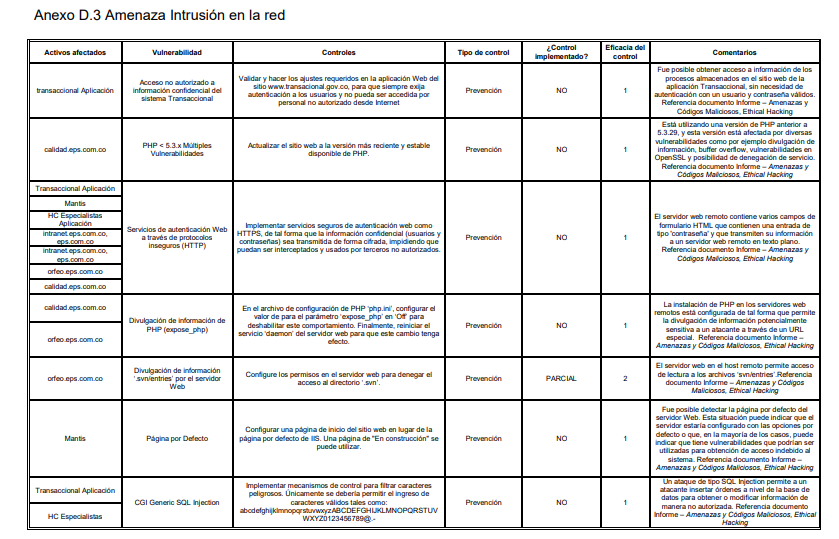 Anexo D.3 Amenaza Intrusión en la red
Activos afectados
Vulnerabilidad
Controles
Tipo de control
¿Control
implementado?
Eficacia del
control
Comentarios
transaccional Aplicación
Acceso no autorizado a
información confidencial del
sistema Transaccional
Validar y hacer los ajustes requeridos en la aplicación Web del
sitio www.transacional.gov.co, para que siempre exija
autenticación a los usuarios y no pueda ser accedida por
personal no autorizado desde Internet
Prevención
NO
1
Fue posible obtener acceso a información de los
procesos almacenados en el sitio web de la
aplicación Transaccional, sin necesidad de
autenticación con un usuario y contraseña válidos.
Referencia documento Informe – Amenazas y
Códigos Maliciosos, Ethical Hacking
calidad.eps.com.co
PHP < 5.3.x Múltiples
Vulnerabilidades
Actualizar el sitio web a la versión más reciente y estable
disponible de PHP.
Prevención
NO
1
Está utilizando una versión de PHP anterior a
5.3.29, y esta versión está afectada por diversas
vulnerabilidades como por ejemplo divulgación de
información, buffer overflow, vulnerabilidades en
OpenSSL y posibilidad de denegación de servicio.
Referencia documento Informe – Amenazas y
Códigos Maliciosos, Ethical Hacking
Transaccional Aplicación
Mantis
HC Especialistas
Aplicación
intranet.eps.com.co,
eps.com.co
intranet.eps.com.co,
eps.com.co
orfeo.eps.com.co
calidad.eps.com.co
Servicios de autenticación Web
a través de protocolos
inseguros (HTTP)
Implementar servicios seguros de autenticación web como
HTTPS, de tal forma que la información confidencial (usuarios y
contraseñas) sea transmitida de forma cifrada, impidiendo que
puedan ser interceptados y usados por terceros no autorizados.
Prevención
NO
1
El servidor web remoto contiene varios campos de
formulario HTML que contienen una entrada de
tipo 'contraseña' y que transmiten su información
a un servidor web remoto en texto plano.
Referencia documento Informe – Amenazas y
Códigos Maliciosos, Ethical Hacking
calidad.eps.com.co
orfeo.eps.com.co
Divulgación de información de
PHP (expose_php)
En el archivo de configuración de PHP 'php.ini', configurar el
valor de para el parámetro 'expose_php' en 'Off' para
deshabilitar este comportamiento. Finalmente, reiniciar el
servicio 'daemon' del servidor web para que este cambio tenga
efecto.
Prevención
NO
1
La instalación de PHP en los servidores web
remotos está configurada de tal forma que permite
la divulgación de información potencialmente
sensitiva a un atacante a través de un URL
especial. Referencia documento Informe –
Amenazas y Códigos Maliciosos, Ethical Hacking
orfeo.eps.com.co
Divulgación de información
'.svn/entries' por el servidor
Web
Configure los permisos en el servidor web para denegar el
acceso al directorio '.svn'.
Prevención
PARCIAL
2
El servidor web en el host remoto permite acceso
de lectura a los archivos 'svn/entries'.Referencia
documento Informe – Amenazas y Códigos
Maliciosos, Ethical Hacking
Mantis
Página por Defecto
Configurar una página de inicio del sitio web en lugar de la
página por defecto de IIS. Una página de "En construcción" se
puede utilizar.
Prevención
NO
1
Fue posible detectar la página por defecto del
servidor Web. Esta situación puede indicar que el
servidor estaría configurado con las opciones por
defecto o que, en la mayoría de los casos, puede
indicar que tiene vulnerabilidades que podrían ser
utilizadas para obtención de acceso indebido al
sistema. Referencia documento Informe –
Amenazas y Códigos Maliciosos, Ethical Hacking
Transaccional Aplicación
HC Especialistas
CGI Generic SQL Injection
Implementar mecanismos de control para filtrar caracteres
peligrosos. Únicamente se debería permitir el ingreso de
caracteres válidos tales como:
abcdefghijklmnopqrstuvwxyzABCDEFGHIJKLMNOPQRSTUV
WXYZ0123456789@.-
Prevención
NO
1
Un ataque de tipo SQL Injection permite a un
atacante insertar órdenes a nivel de la base de
datos para obtener o modificar información de
manera no autorizada. Referencia documento
Informe – Amenazas y Códigos Maliciosos, Ethical
Hacking